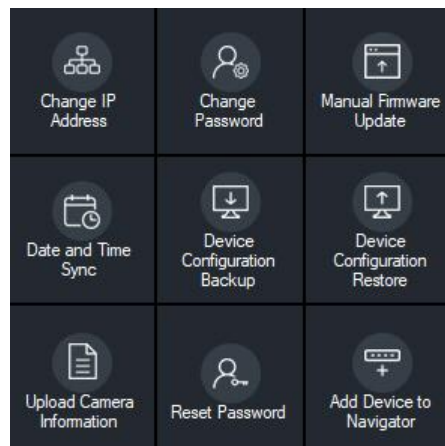 Change IP
Address
Change
Password
Manual Firmware
Update
Date and Time
Sync
Device
Configuration
Backup
Device
Configuration
Restore
Upload Camera
Information
Reset Password
Add Device to
Navigator